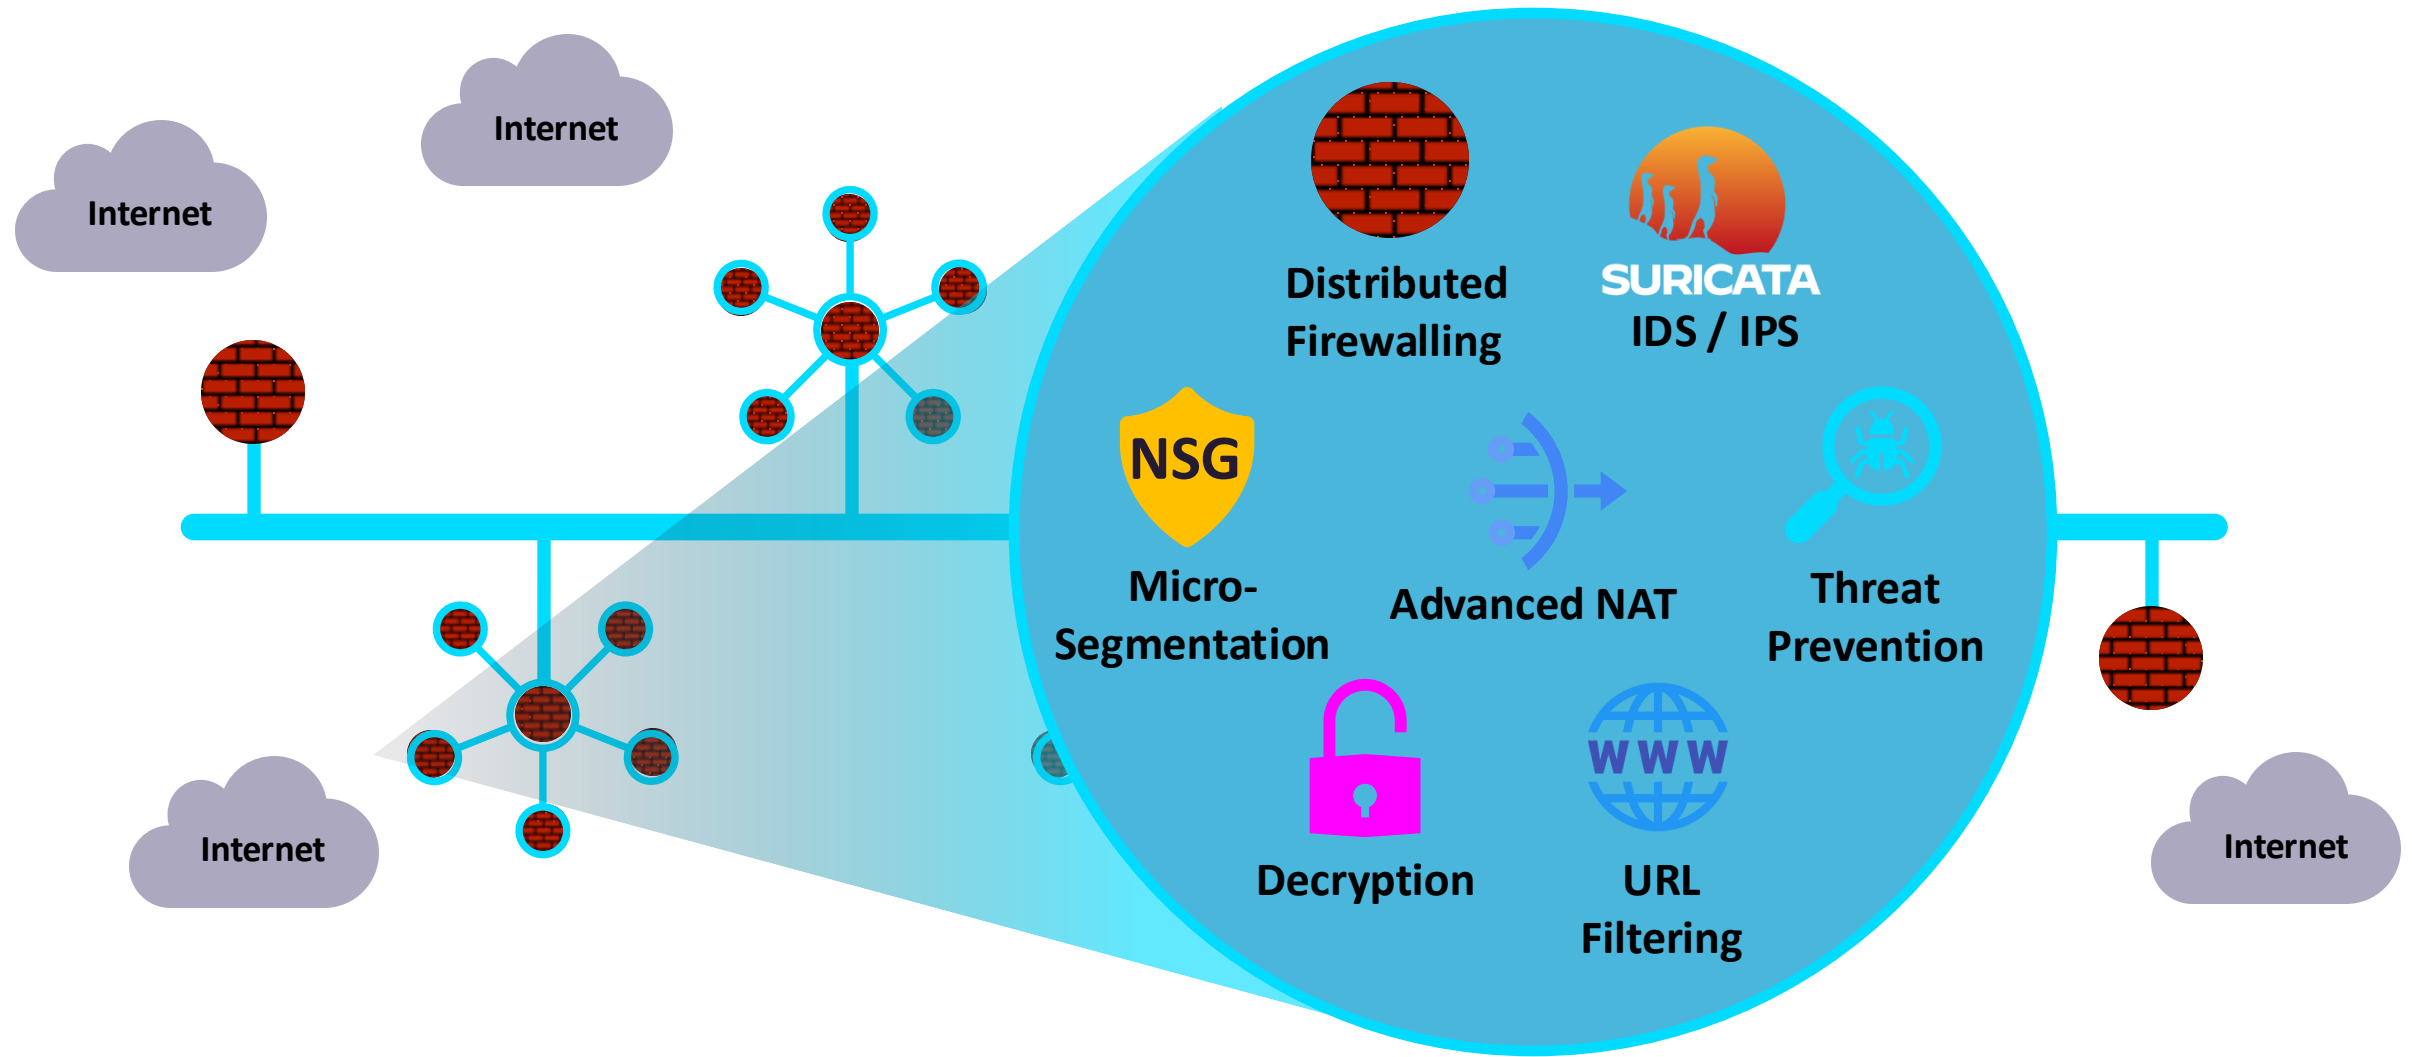 Internet
Internet
Distributed
Firewalling
SURICATA
IDS / IPS
NSG
Micro-
Segmentation
Advanced NAT
Threat
Prevention
WWW
Decryption
URL
Filtering
Internet
Internet